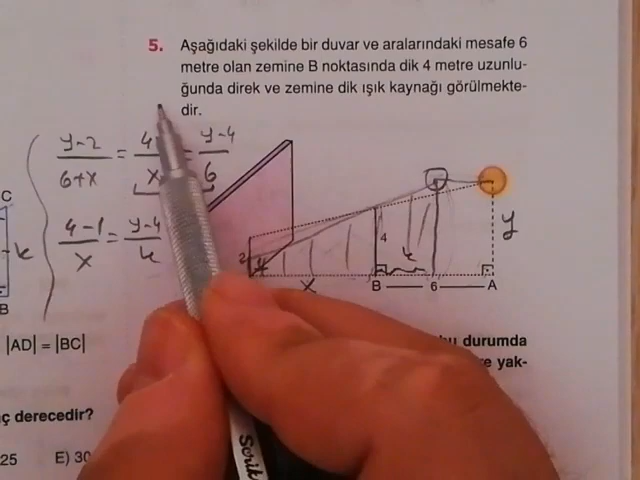 5. Aşağıdaki şekilde bir duvar ve aralarındaki mesafe 6
metre olan zemine B noktasında dik 4 metre uzunlu-
ğunda direk ve zemine dik ışık kaynağı görülmekte-
dir.
y-2 / 6+x = 4 / x = y-4 / 6
4-1 / x = y-4 / k
C
k
B
2
4
k
y
x
B 6 A
|AD| = |BC|
durumda
yak-
ç derecedir?
25 E) 30
Serik